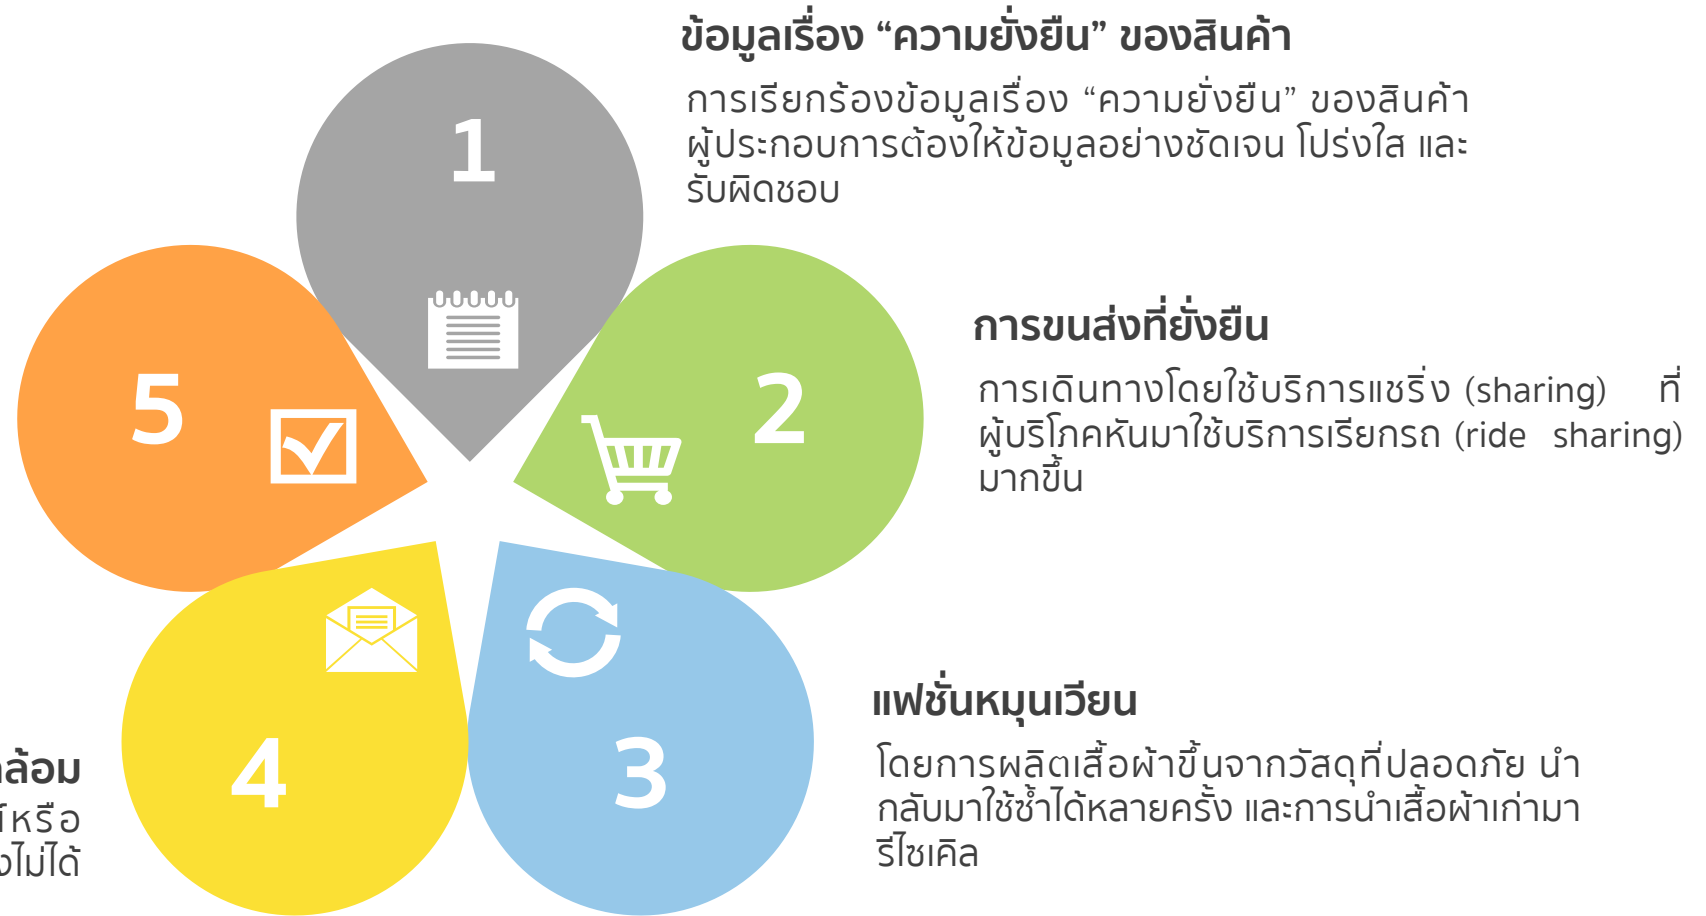 ข้อมูลเรื่อง “ความยั่งยืน” ของสินค้า
การเรียกร้องข้อมูลเรื่อง “ความยั่งยืน” ของสินค้า
ผู้ประกอบการต้องให้ข้อมูลอย่างชัดเจน โปร่งใส และ
รับผิดชอบ
1
การขนส่งที่ยั่งยืน
การเดินทางโดยใช้บริการแชริ่ง (sharing) ที่
ผู้บริโภคหันมาใช้บริการเรียกรถ (ride sharing)
มากขึ้น
2
5
แฟชั่นหมุนเวียน
โดยการผลิตเสื้อผ้าขึ้นจากวัสดุที่ปลอดภัย นำ
กลับมาใช้ซ้ำได้หลายครั้ง และการนำเสื้อผ้าเก่ามา
รีไซเคิล
3
4
ล้อม
หรือ
ไม่ได้